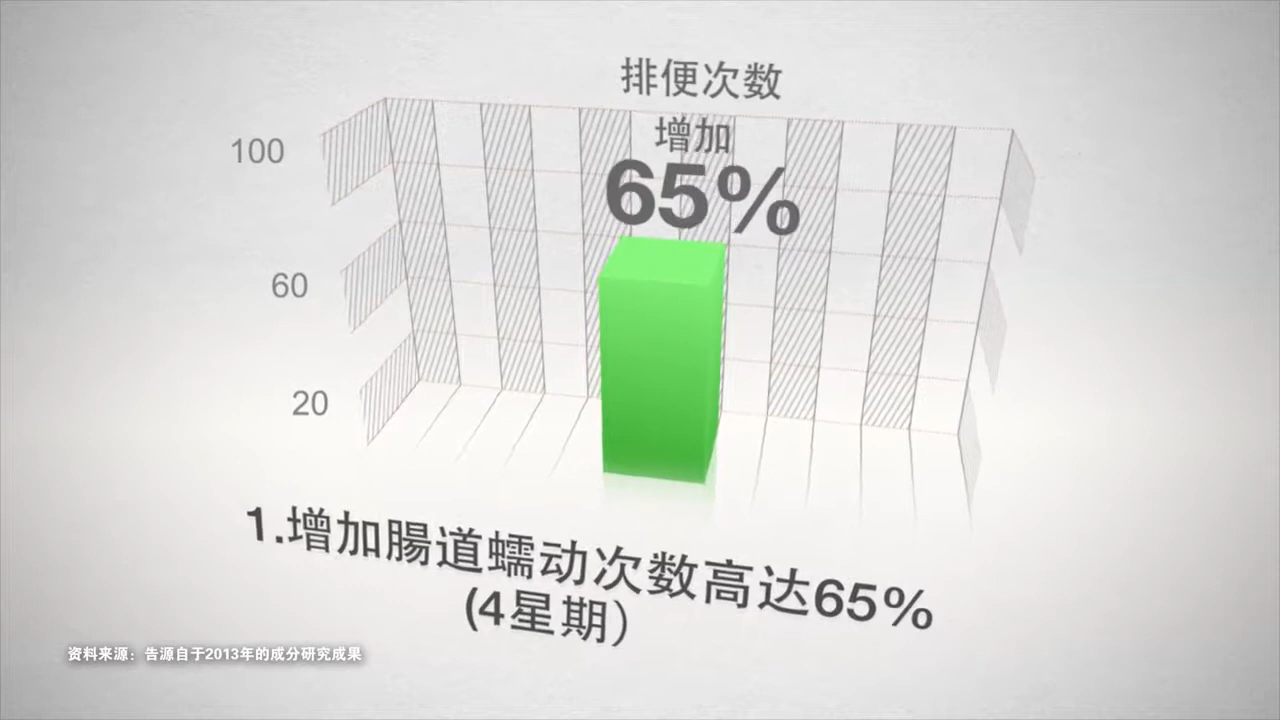 排便次数
增加
65%
100
60
20
1.增加腸道蠕动次数高达65%
(4星期)
资料来源：告源自于2013年的成分研究成果